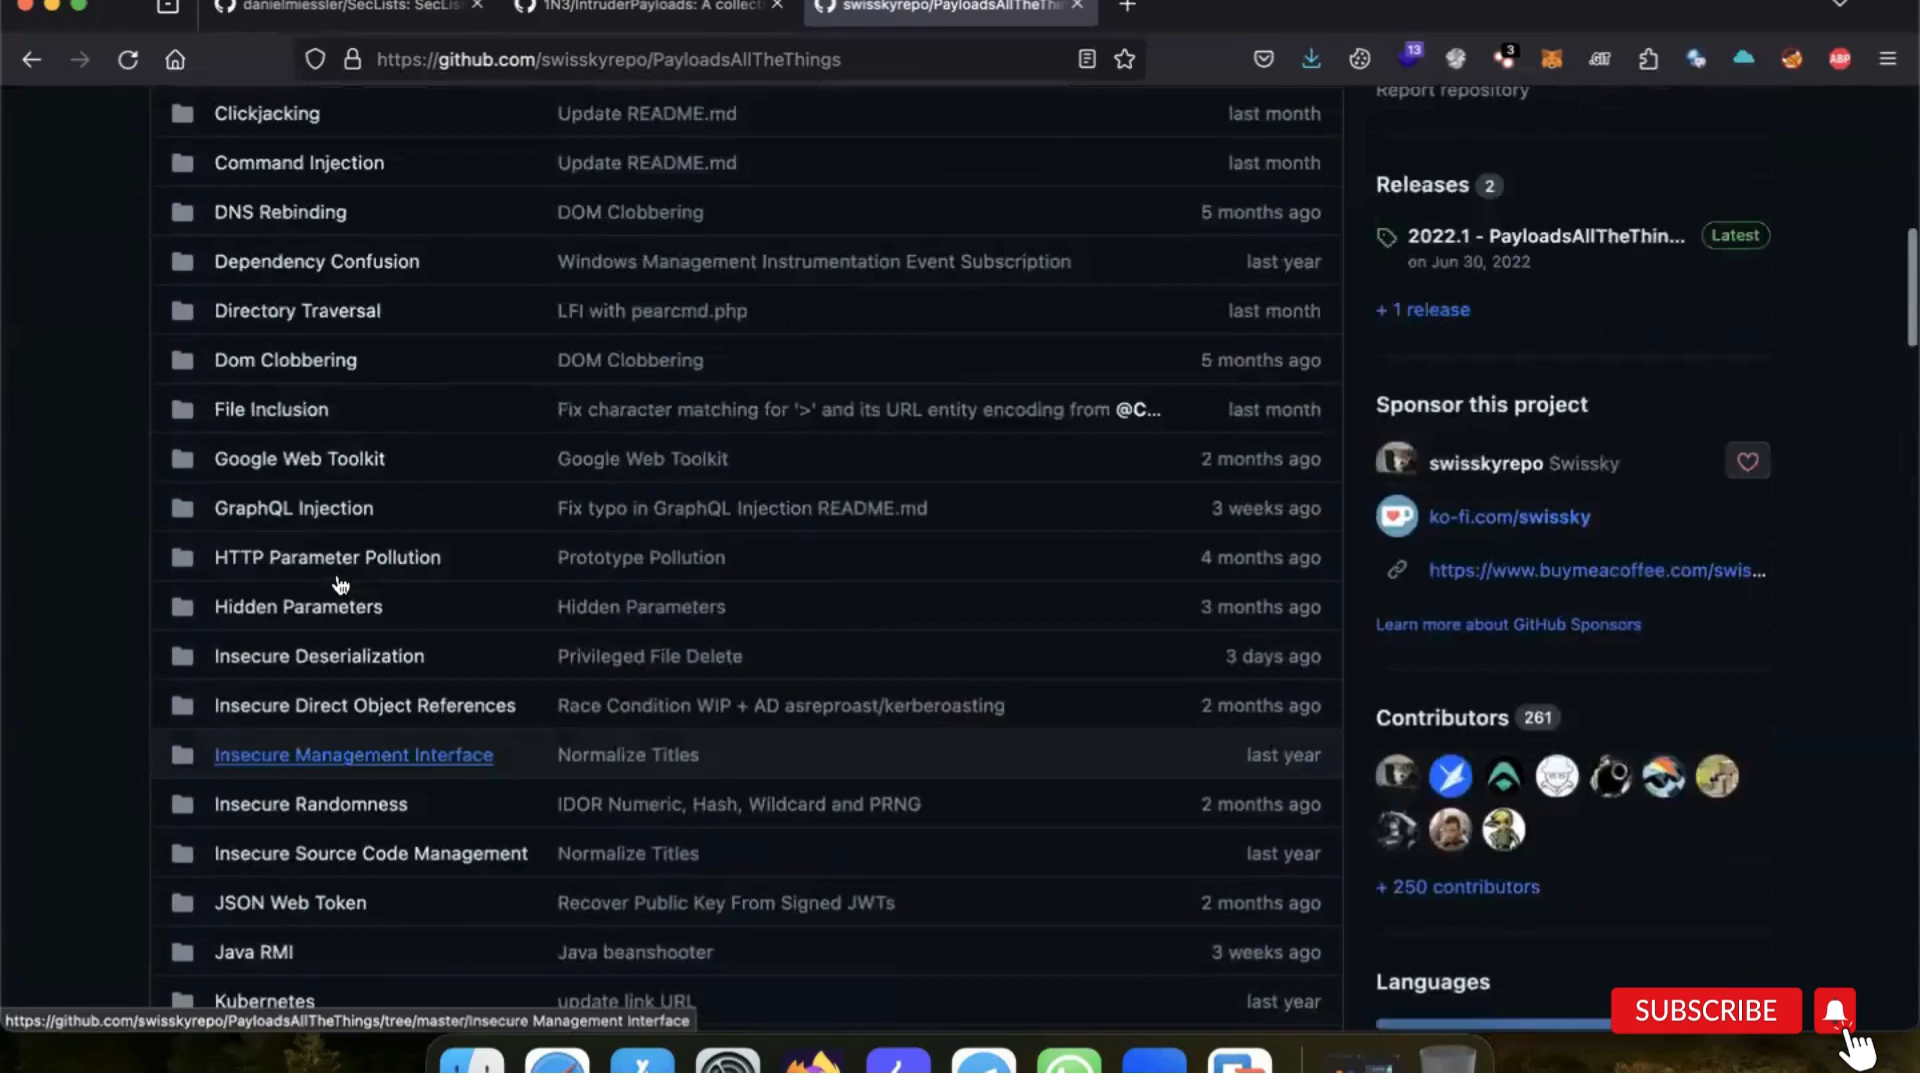 danielmiessler/SecLists: SecLis
1N3/IntruderPayloads: A collect
swisskyrepo/PayloadsAllTheThin
https://github.com/swisskyrepo/PayloadsAllTheThings
13
3
GIT
ABP
Clickjacking Update README.md last month
Command Injection Update README.md last month
DNS Rebinding DOM Clobbering 5 months ago
Dependency Confusion Windows Management Instrumentation Event Subscription last year
Directory Traversal LFI with pearcmd.php last month
Dom Clobbering DOM Clobbering 5 months ago
File Inclusion Fix character matching for '>' and its URL entity encoding from @C... last month
Google Web Toolkit Google Web Toolkit 2 months ago
GraphQL Injection Fix typo in GraphQL Injection README.md 3 weeks ago
HTTP Parameter Pollution Prototype Pollution 4 months ago
Hidden Parameters Hidden Parameters 3 months ago
Insecure Deserialization Privileged File Delete 3 days ago
Insecure Direct Object References Race Condition WIP + AD asreproast/kerberoasting 2 months ago
Insecure Management Interface Normalize Titles last year
Insecure Randomness IDOR Numeric, Hash, Wildcard and PRNG 2 months ago
Insecure Source Code Management Normalize Titles last year
JSON Web Token Recover Public Key From Signed JWTs 2 months ago
Java RMI Java beanshooter 3 weeks ago
Kubernetes update link URL last year
https://github.com/swisskyrepo/PayloadsAllTheThings/tree/master/Insecure Management Interface
Report repository
Releases 2
2022.1 - PayloadsAllTheThin... Latest
on Jun 30, 2022
+ 1 release
Sponsor this project
swisskyrepo Swissky
ko-fi.com/swissky
https://www.buymeacoffee.com/swis...
Learn more about GitHub Sponsors
Contributors 261
+ 250 contributors
Languages
SUBSCRIBE